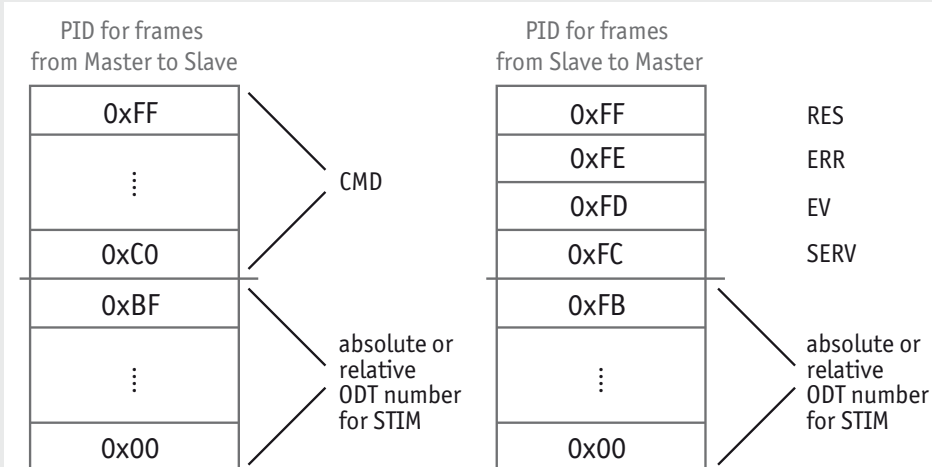 PID for frames
from Master to Slave
0xFF
⋮
0xC0
0xBF
⋮
0x00
CMD
absolute or
relative
ODT number
for STIM
PID for frames
from Slave to Master
0xFF
0xFE
0xFD
0xFC
0xFB
⋮
0x00
RES
ERR
EV
SERV
absolute or
relative
ODT number
for STIM